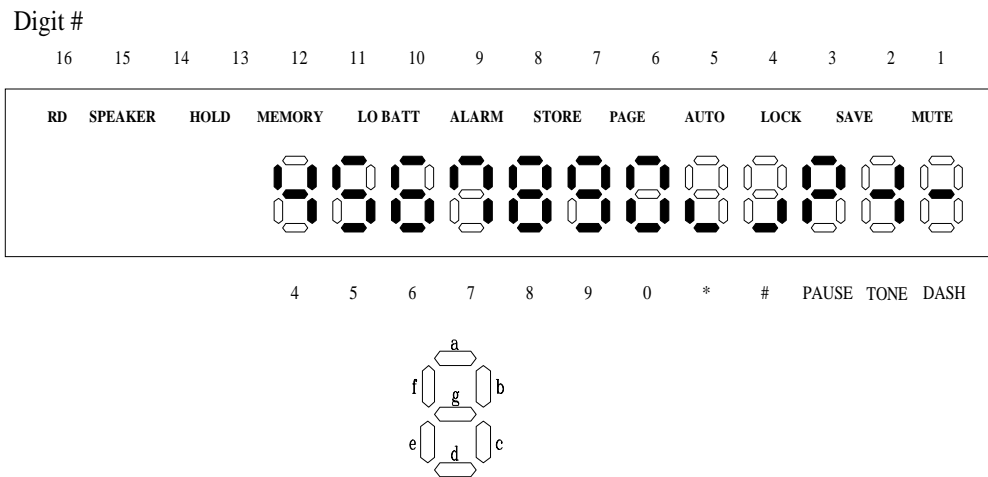 Digit #
16 15 14 13 12 11 10 9 8 7 6 5 4 3 2 1
RD SPEAKER HOLD MEMORY LO BATT ALARM STORE PAGE AUTO LOCK SAVE MUTE
4 5 6 7 8 9 0 * # PAUSE TONE DASH
a
f b
g
e c
d